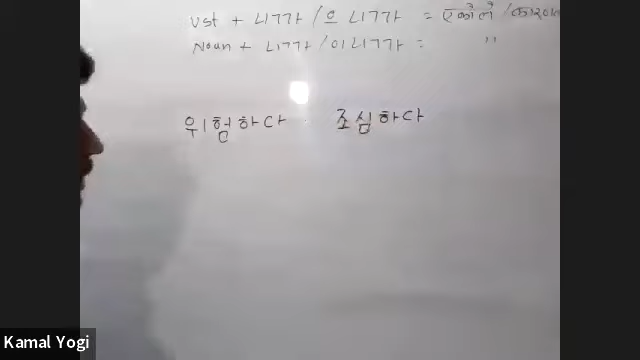 Vst + 니까 / 으니까 = एकोले /
Noun + 니까 / 이니까 = "
위험하다 조심하다
Kamal Yogi